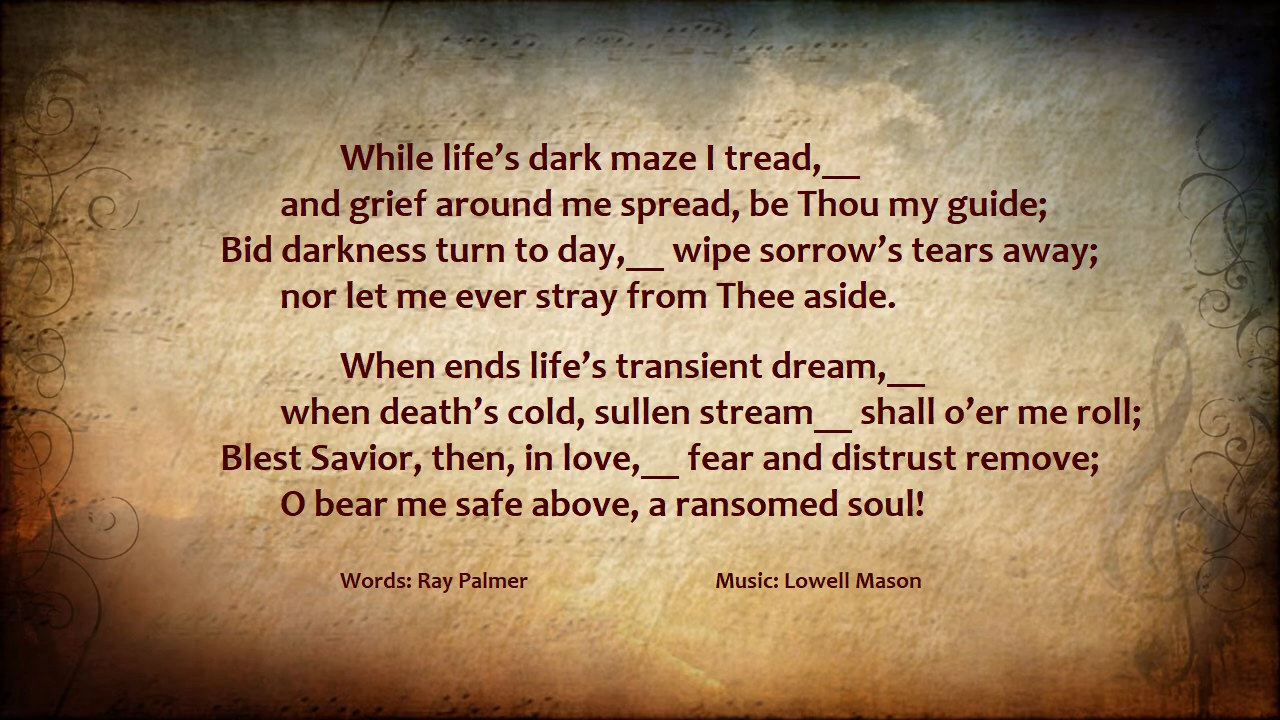 While life’s dark maze I tread,__
and grief around me spread, be Thou my guide;
Bid darkness turn to day,__ wipe sorrow’s tears away;
nor let me ever stray from Thee aside.
When ends life’s transient dream,__
when death’s cold, sullen stream__ shall o’er me roll;
Blest Savior, then, in love,__ fear and distrust remove;
O bear me safe above, a ransomed soul!
Words: Ray Palmer Music: Lowell Mason